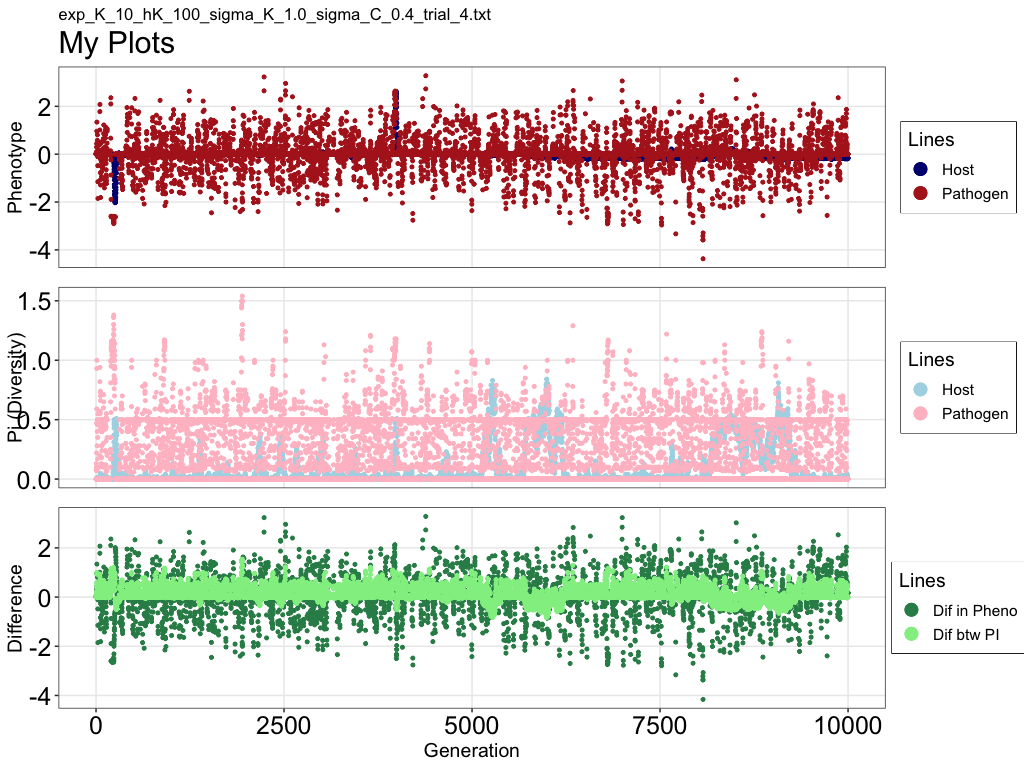 exp_K_10_hK_100_sigma_K_1.0_sigma_C_0.4_trial_4.txt
My Plots
Phenotype
2
0
-2
-4
Lines
Host
Pathogen
Pi (Diversity)
1.5
1.0
0.5
0.0
Lines
Host
Pathogen
Difference
2
0
-2
-4
Lines
Dif in Pheno
Dif btw PI
0 2500 5000 7500 10000
Generation